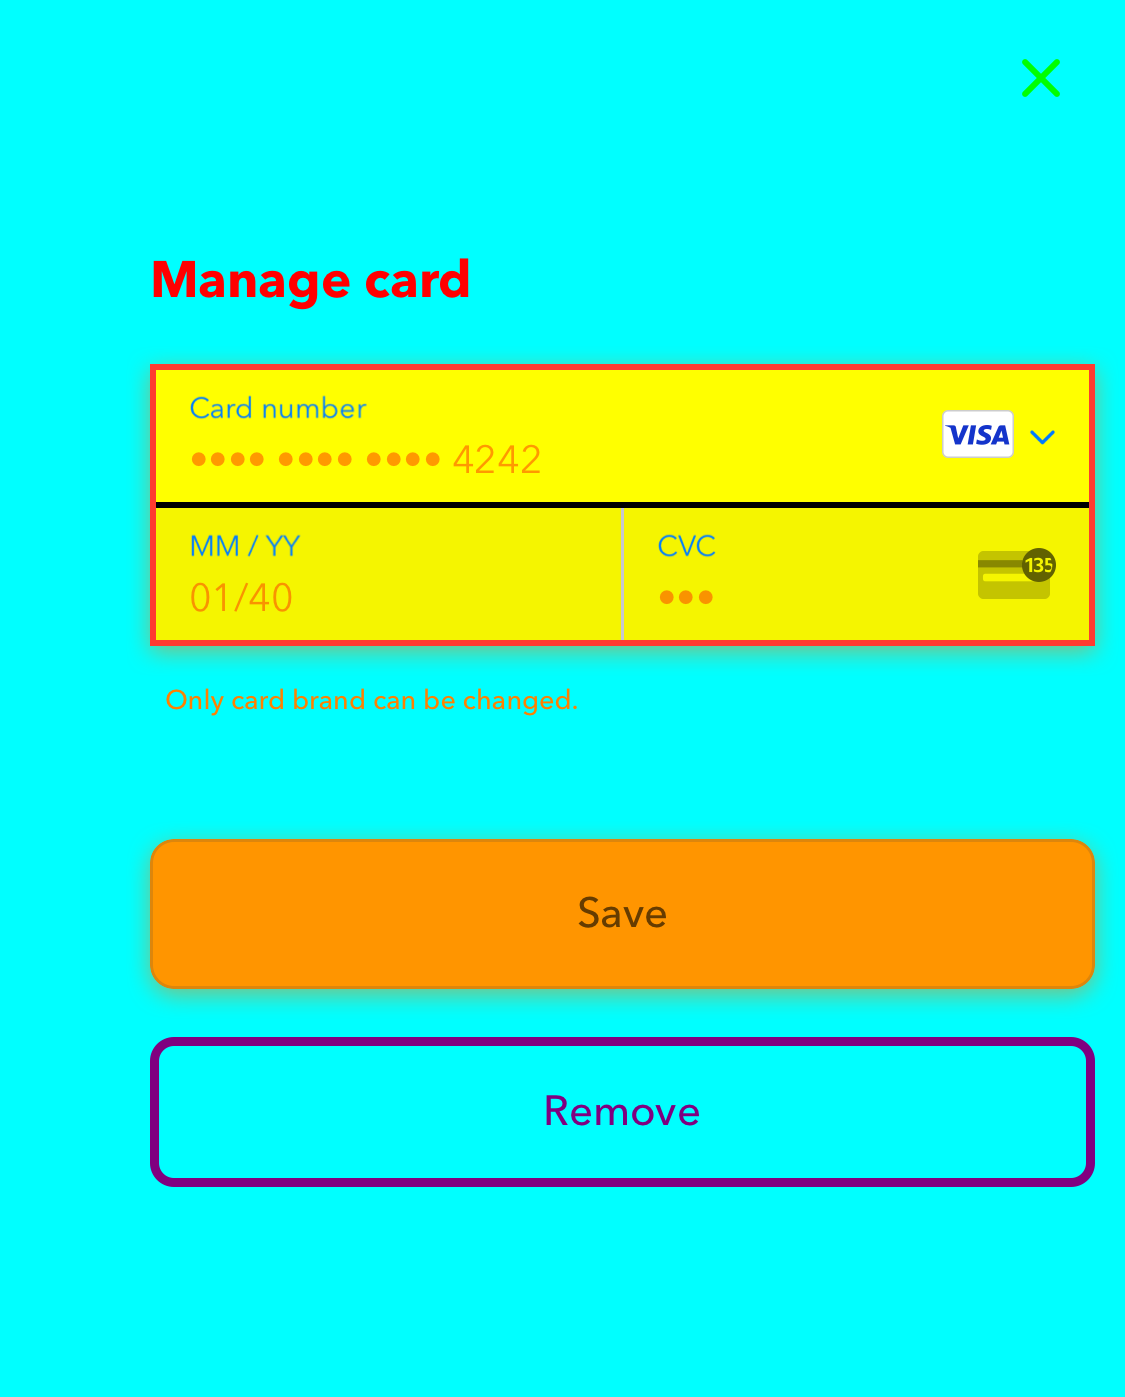 Manage card
Card number
VISA
•••• •••• •••• 4242
MM / YY
CVC
01/40
•••
135
Only card brand can be changed.
Save
Remove